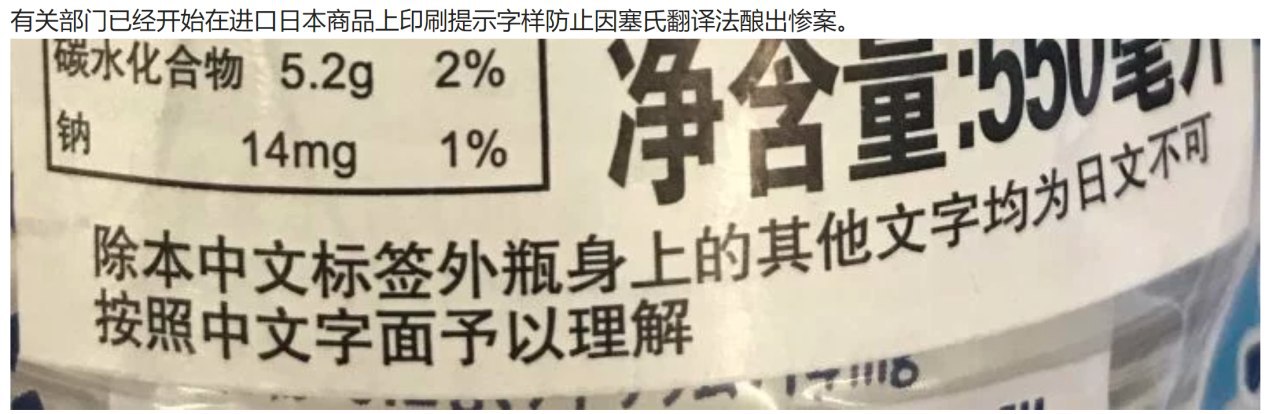 有关部门已经开始在进口日本商品上印刷提示字样防止因塞氏翻译法酿出惨案。
碳水化合物 5.2g 2%
钠 14mg 1%
净含量:550毫升
除本中文标签外瓶身上的其他文字均为日文不可
按照中文字面予以理解